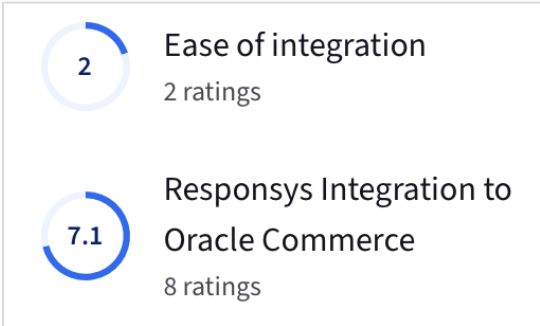 2
Ease of integration
2 ratings
7.1
Responsys Integration to
Oracle Commerce
8 ratings